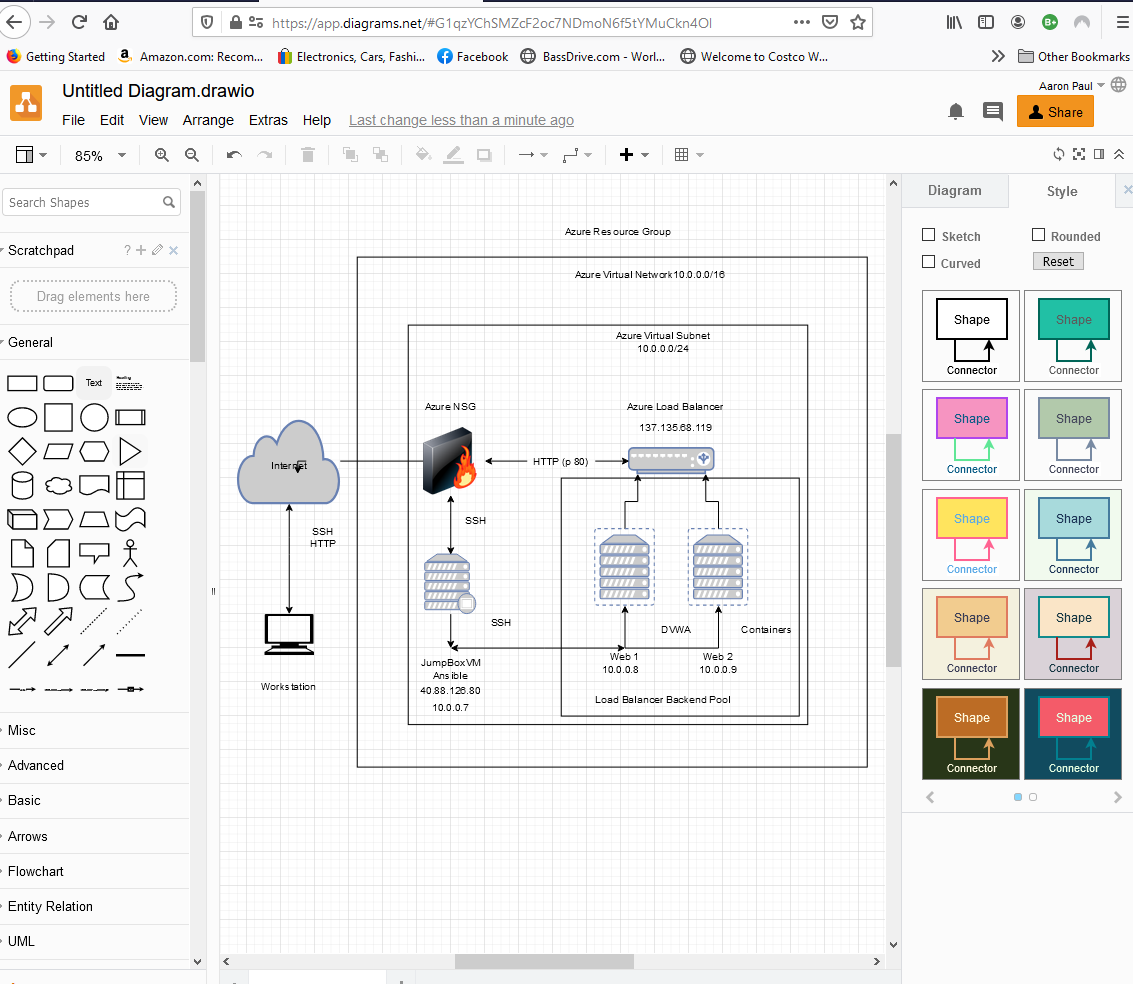 https://app.diagrams.net/#G1qzYChSMZcF2oc7NDmoN6f5tYMuCkn4OI
Getting Started
Amazon.com: Recom...
Electronics, Cars, Fashi...
Facebook
BassDrive.com - Worl...
Welcome to Costco W...
Other Bookmarks
Untitled Diagram.drawio
Aaron Paul
File Edit View Arrange Extras Help Last change less than a minute ago
Share
85%
Search Shapes
Scratchpad
Drag elements here
General
Text
Heading
Misc
Advanced
Basic
Arrows
Flowchart
Entity Relation
UML
Azure Resource Group
Azure Virtual Network10.0.0.0/16
Azure Virtual Subnet
10.0.0.0/24
Azure NSG
Azure Load Balancer
137.135.68.119
Internet
HTTP (p 80)
SSH
SSH
HTTP
SSH
DVWA
Containers
Web 1
10.0.0.8
Web 2
10.0.0.9
JumpBoxVM
Ansible
40.88.126.80
10.0.0.7
Workstation
Load Balancer Backend Pool
Diagram
Style
Sketch
Rounded
Curved
Reset
Shape
Connector
Shape
Connector
Shape
Connector
Shape
Connector
Shape
Connector
Shape
Connector
Shape
Connector
Shape
Connector
Shape
Connector
Shape
Connector